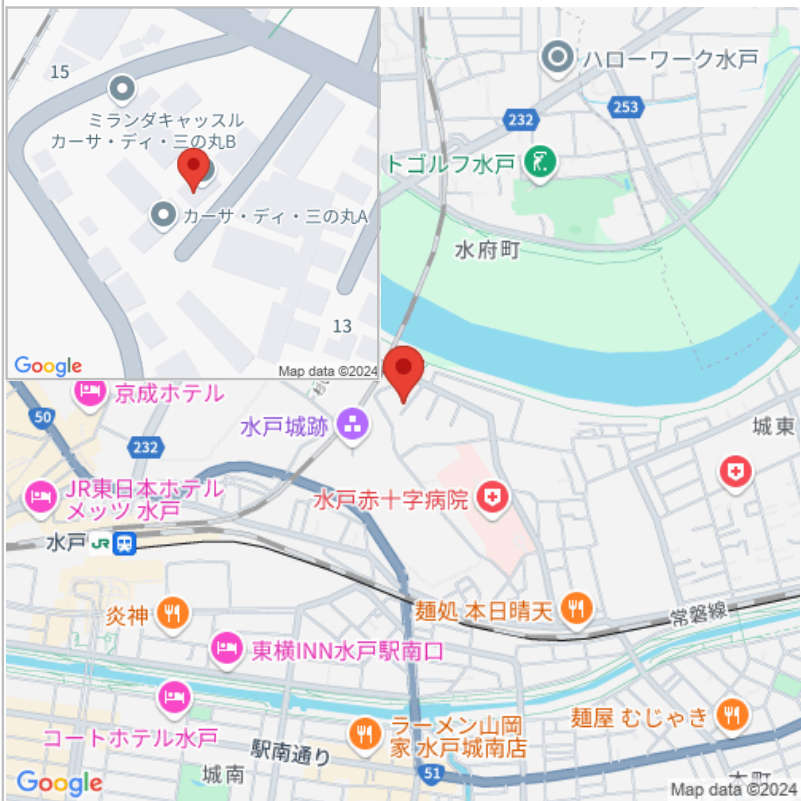 15
ミランダキャッスル
カーサ・ディ・三の丸B
カーサ・ディ・三の丸A
13
Google
Map data ©2024
ハローワーク水戸
232
253
トゴルフ水戸
水府町
京成ホテル
50
232
水戸城跡
城東
JR東日本ホテル
メッツ 水戸
水戸赤十字病院
水戸
JR
麺処 本日晴天
常磐線
炎神
東横INN水戸駅南口
コートホテル水戸
麺屋 むじゃき
ラーメン山岡
家 水戸城南店
駅南通り
城南
51
本町
Google
Map data ©2024